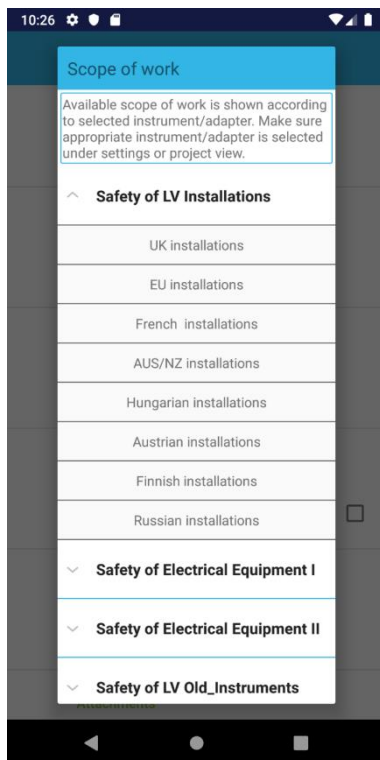 10:26
Scope of work
Available scope of work is shown according
to selected instrument/adapter. Make sure
appropriate instrument/adapter is selected
under settings or project view.
Safety of LV Installations
UK installations
EU installations
French  installations
AUS/NZ installations
Hungarian installations
Austrian installations
Finnish installations
Russian installations
Safety of Electrical Equipment I
Safety of Electrical Equipment II
Safety of LV Old_Instruments
Attachments